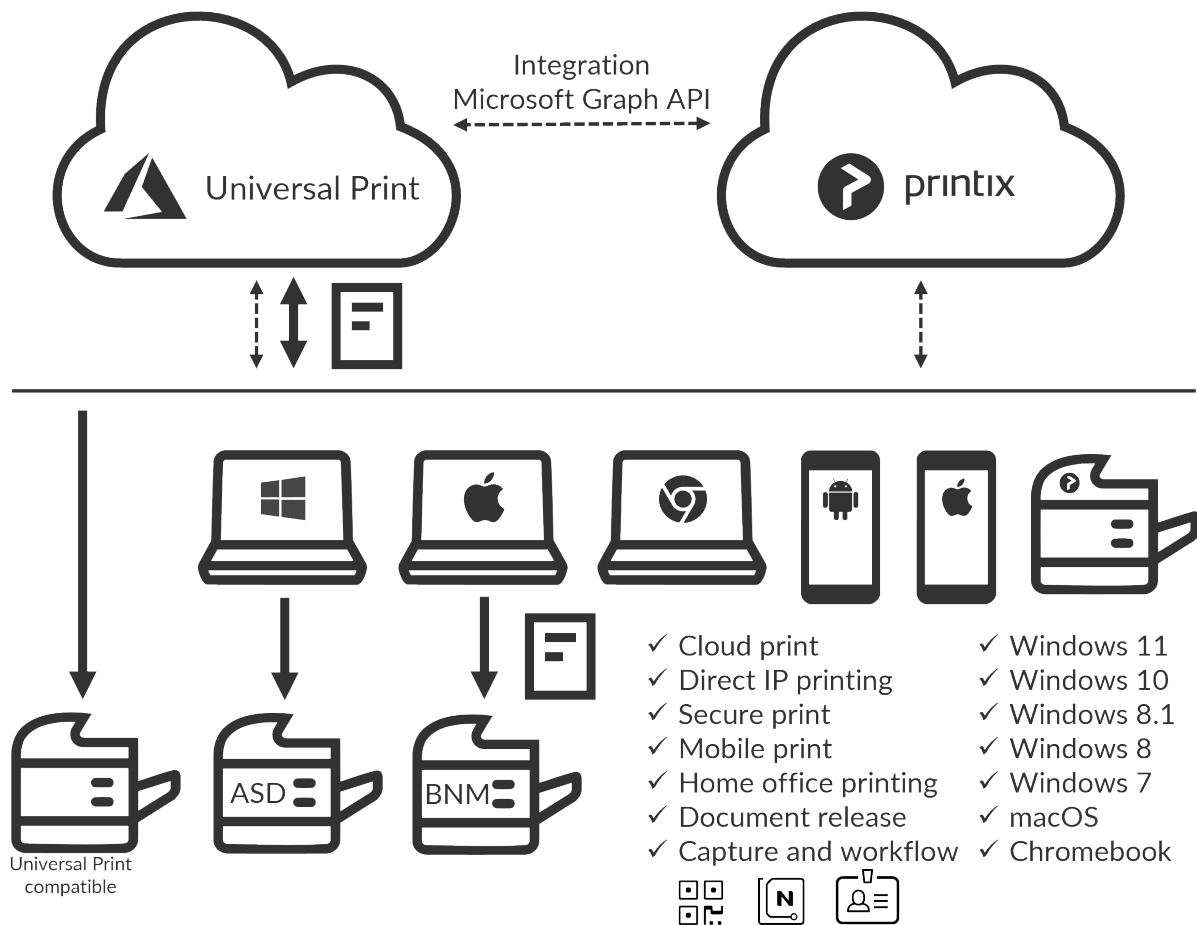 Integration
Microsoft Graph API
Universal Print
printix
ASD
BNM
Universal Print
compatible
✓ Cloud print
✓ Direct IP printing
✓ Secure print
✓ Mobile print
✓ Home office printing
✓ Document release
✓ Capture and workflow
✓ Windows 11
✓ Windows 10
✓ Windows 8.1
✓ Windows 8
✓ Windows 7
✓ macOS
✓ Chromebook
N